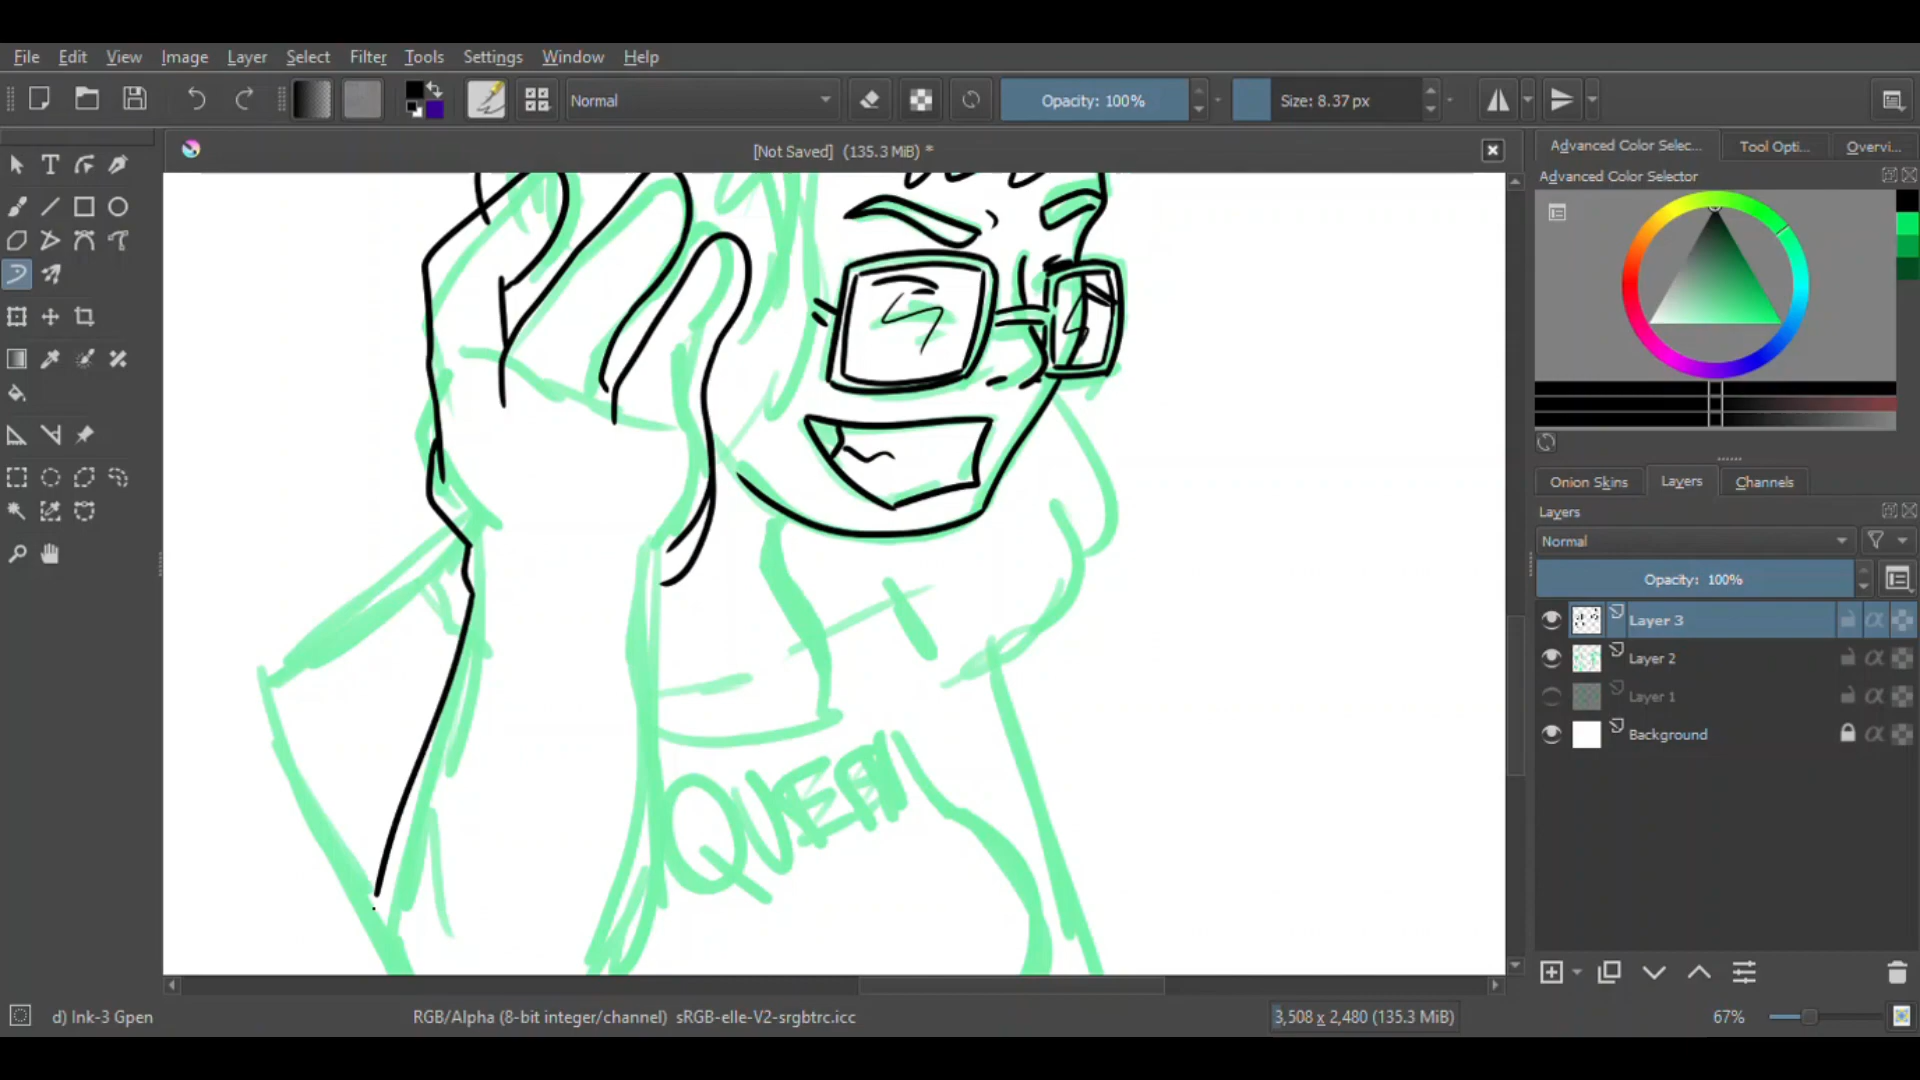 File Edit View Image Layer Select Filter Tools Settings Window Help
Normal Opacity: 100% Size: 8.37 px
[Not Saved] (135.3 MiB) *
Advanced Color Selec... Tool Opti... Overvi...
Advanced Color Selector
Onion Skins Layers Channels
Layers
Normal
Opacity: 100%
Layer 3
Layer 2
Layer 1
Background
QUEEN
d) Ink-3 Gpen RGB/Alpha (8-bit integer/channel) sRGB-elle-V2-srgbtrc.icc 3,508 x 2,480 (135.3 MiB) 67%